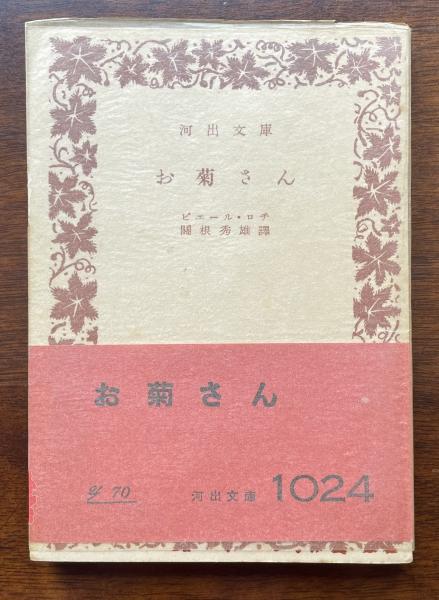 河出文庫
お菊さん
ピエール・ロチ
關根秀雄譯
お菊さん
¥ 70
河出文庫 1024